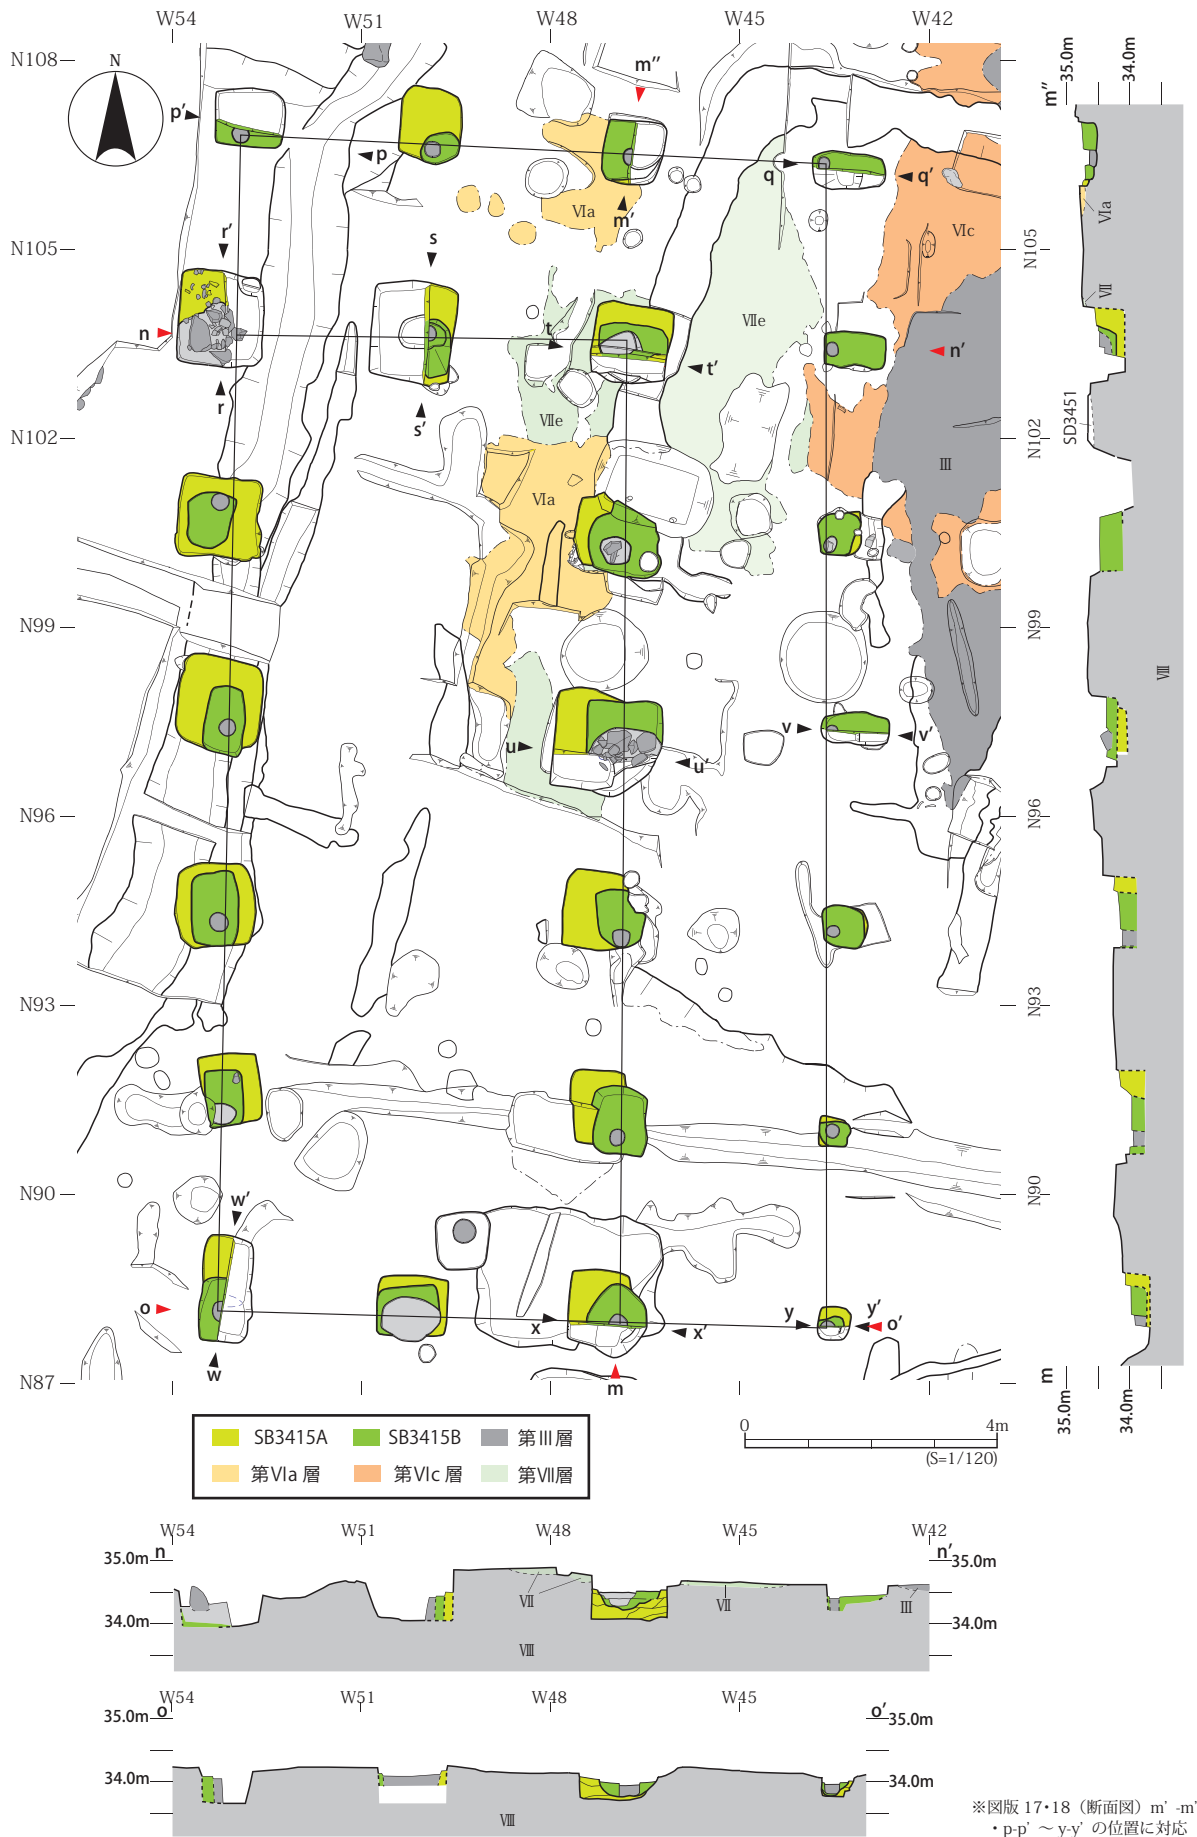 W54 W51 W48 W45 W42
N108
N105
N102
N99
N96
N93
N90
N87
N
p'
p
m''
m'
q
q'
r'
r
s
s'
n
n'
t
t'
u
u'
v
v'
w'
w
o
o'
x
x'
y
y'
m
Ⅵa
Ⅵc
Ⅶe
Ⅶe
Ⅵa
Ⅲ
35.0m 34.0m
m''
Ⅵa
Ⅶ
SD3451
Ⅷ
N105
N102
N99
N96
N93
N90
m
35.0m 34.0m
SB3415A SB3415B 第Ⅲ層
第Ⅵa 層 第Ⅵc 層 第Ⅶ層
0 4m
(S=1/120)
W54 W51 W48 W45 W42
35.0m n n' 35.0m
34.0m 34.0m
Ⅶ Ⅶ Ⅲ
Ⅷ
W54 W51 W48 W45
35.0m o o' 35.0m
34.0m 34.0m
Ⅷ
※図版 17・18（断面図）m’-m’
・p-p’ ～ y-y’ の位置に対応